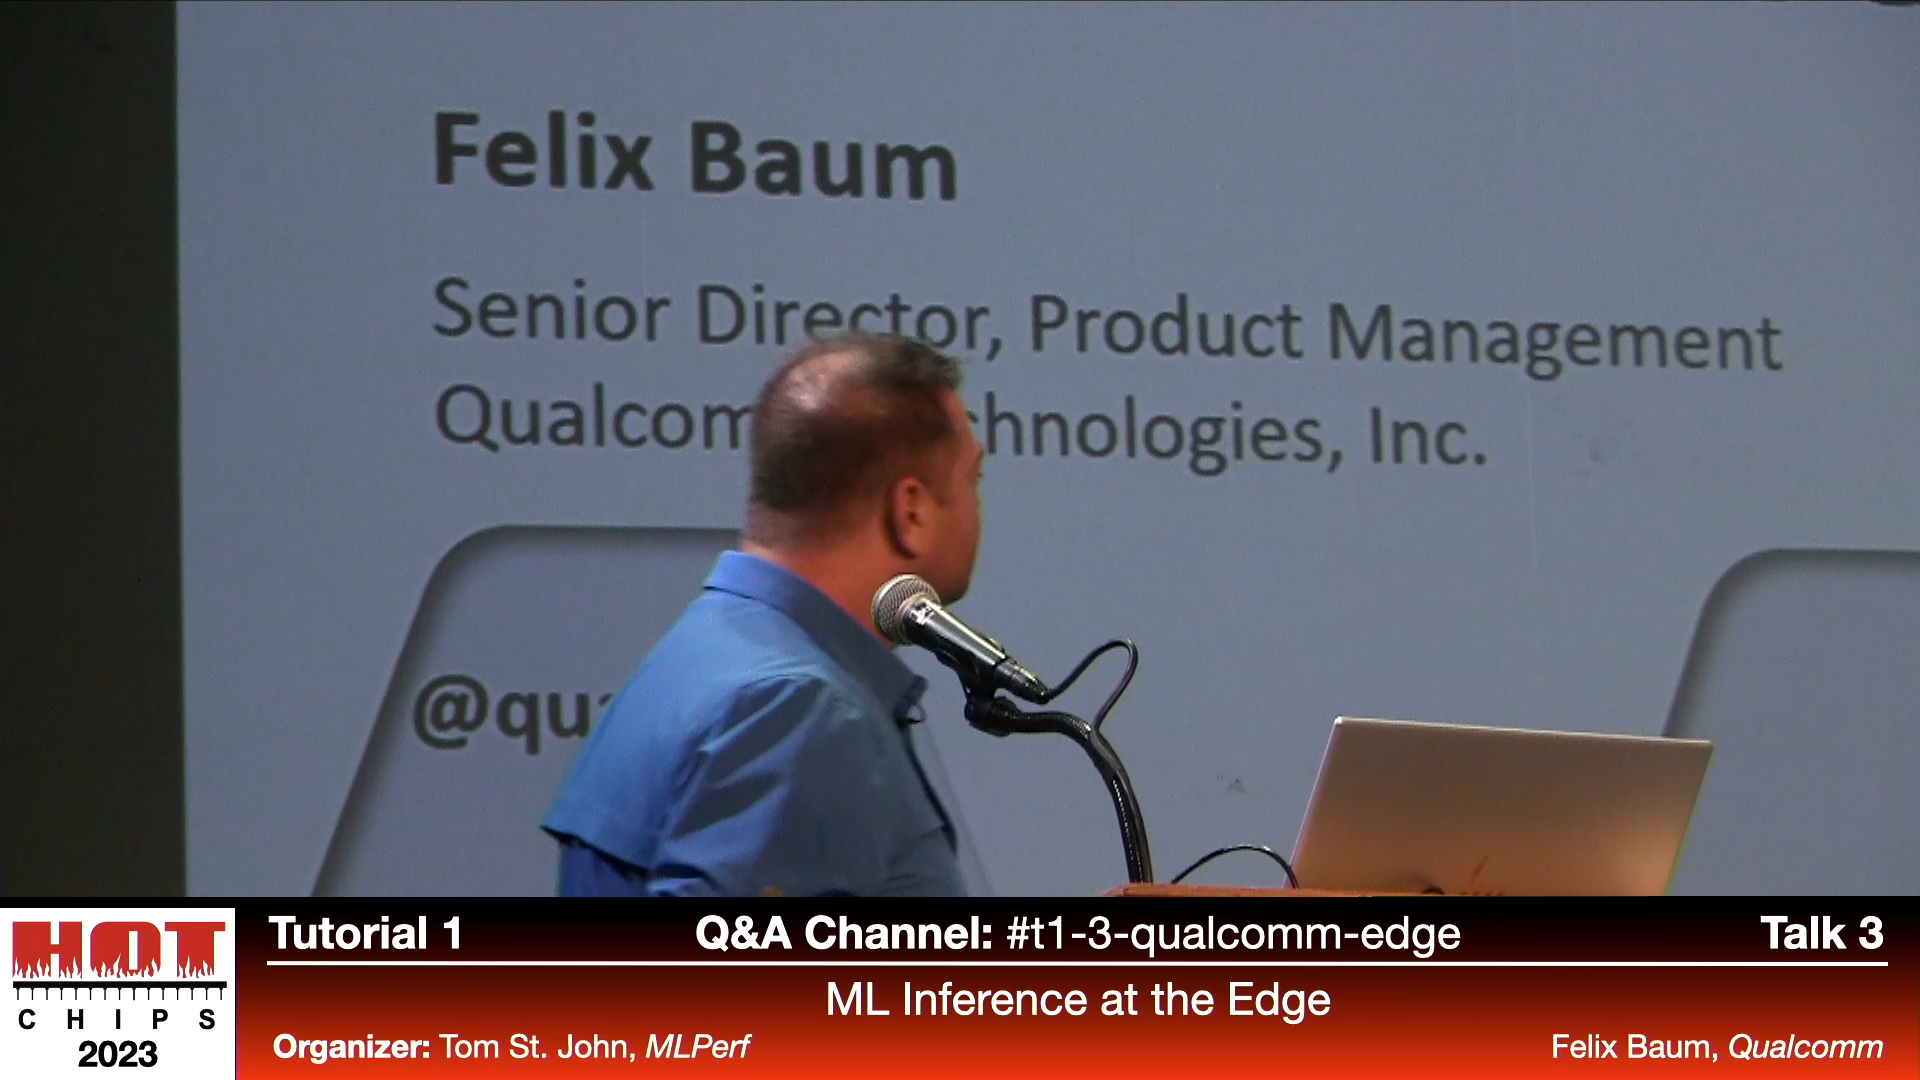 Felix Baum
Senior Director, Product Management
Qualcom hnologies, Inc.
@qu
HOT
CHIPS
2023
Tutorial 1
Q&A Channel: #t1-3-qualcomm-edge
Talk 3
ML Inference at the Edge
Organizer: Tom St. John, MLPerf
Felix Baum, Qualcomm